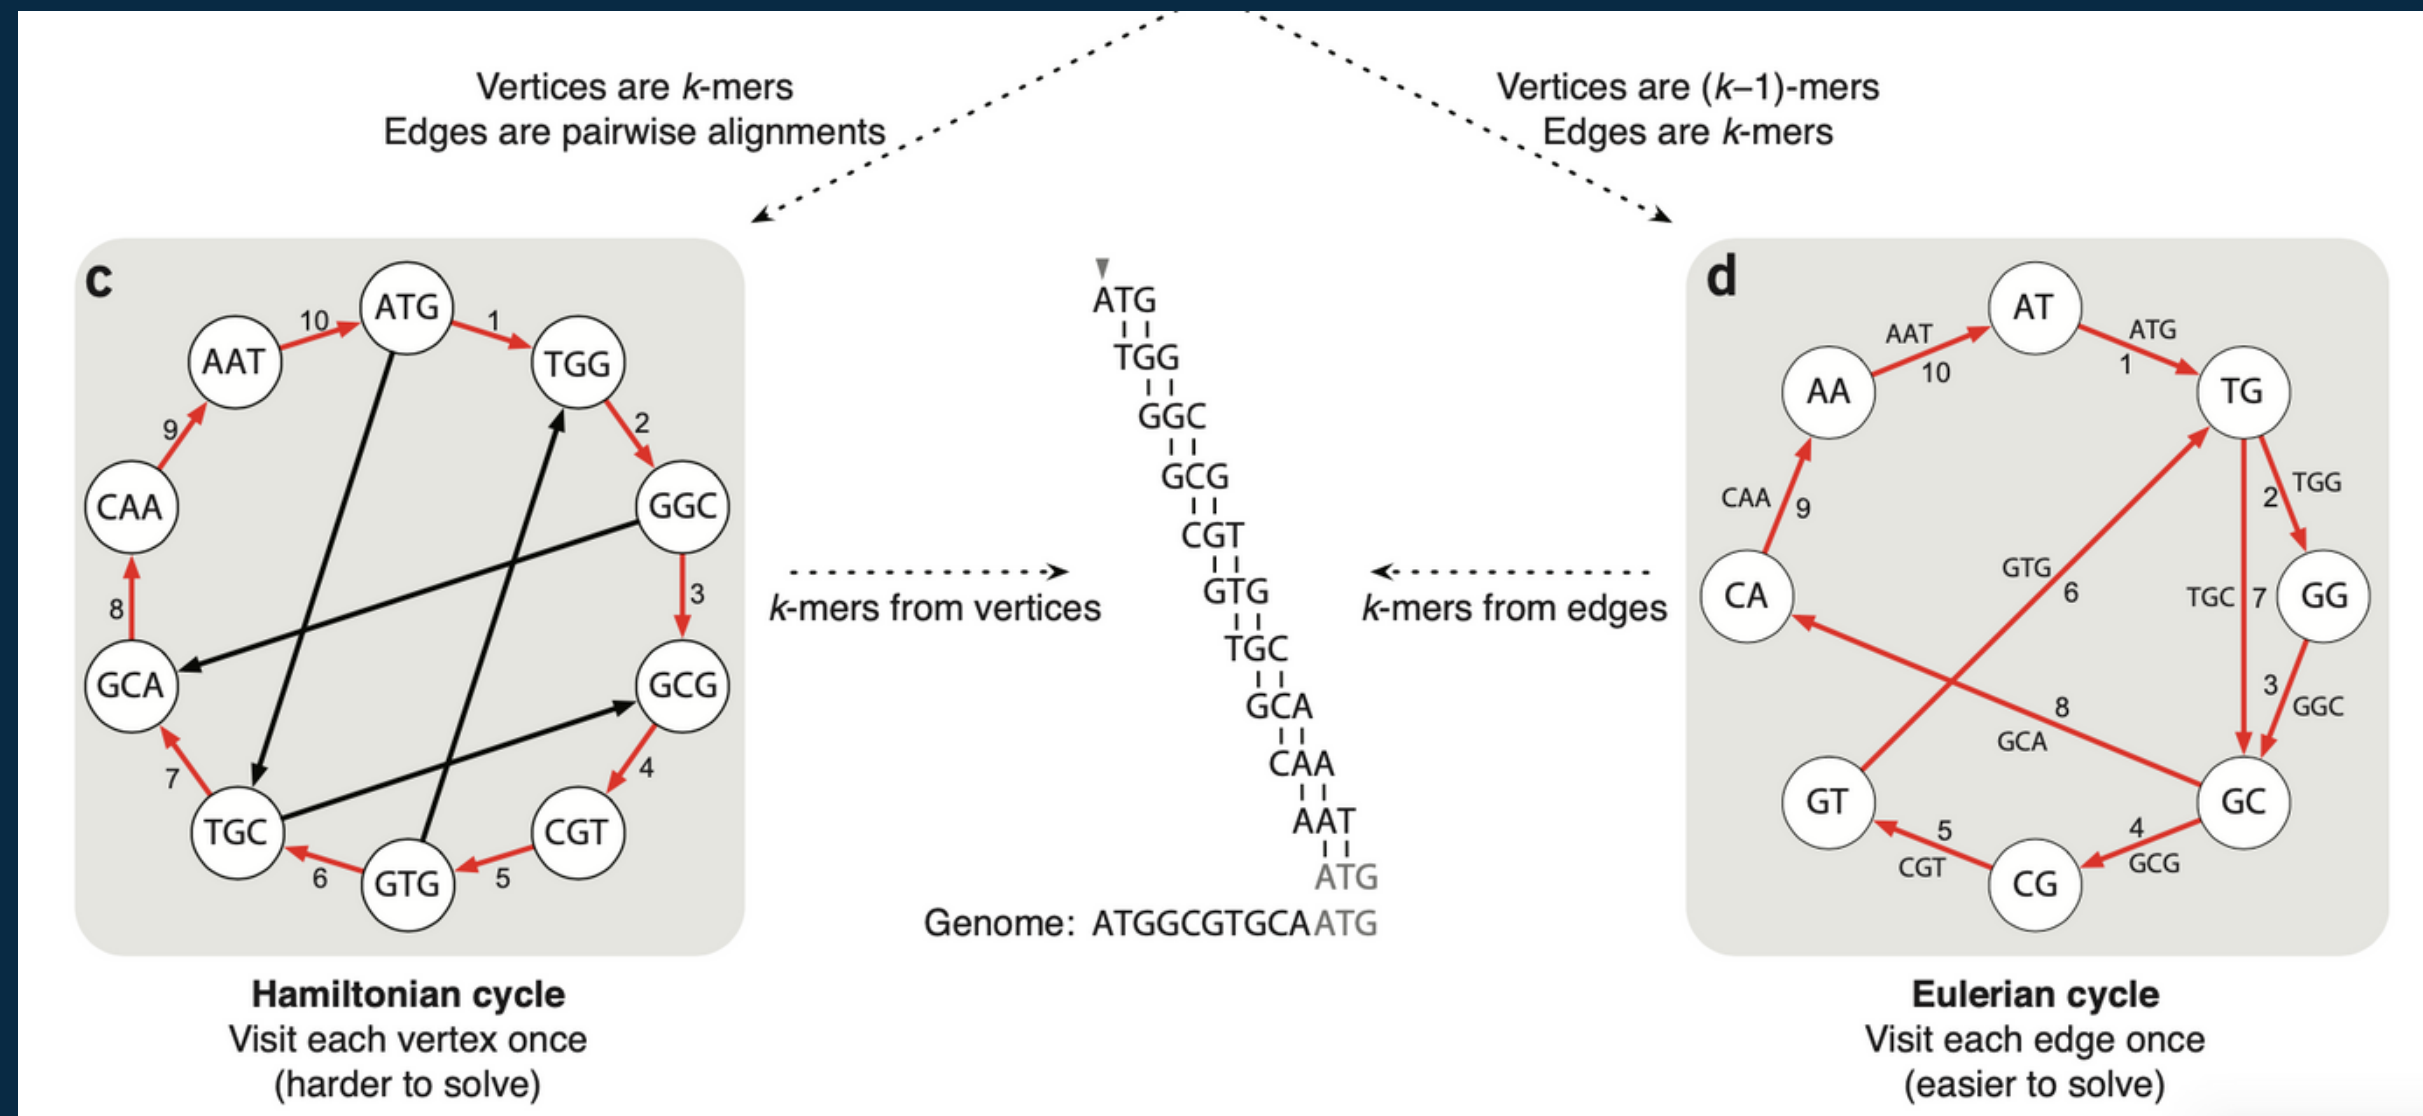 Vertices are k-mers
Edges are pairwise alignments
Vertices are (k–1)-mers
Edges are k-mers
c
ATG
TGG
GGC
GCG
CGT
GTG
TGC
GCA
CAA
AAT
1
2
3
4
5
6
7
8
9
10
k-mers from vertices
ATG
TGG
GGC
GCG
CGT
GTG
TGC
GCA
CAA
AAT
ATG
Genome: ATGGCGTGCAATG
k-mers from edges
d
AT
TG
GG
GC
CG
GT
CA
AA
ATG
1
TGG
2
3
GGC
4
GCG
5
CGT
GTG
6
TGC
7
8
GCA
CAA
9
AAT
10
Hamiltonian cycle
Visit each vertex once
(harder to solve)
Eulerian cycle
Visit each edge once
(easier to solve)